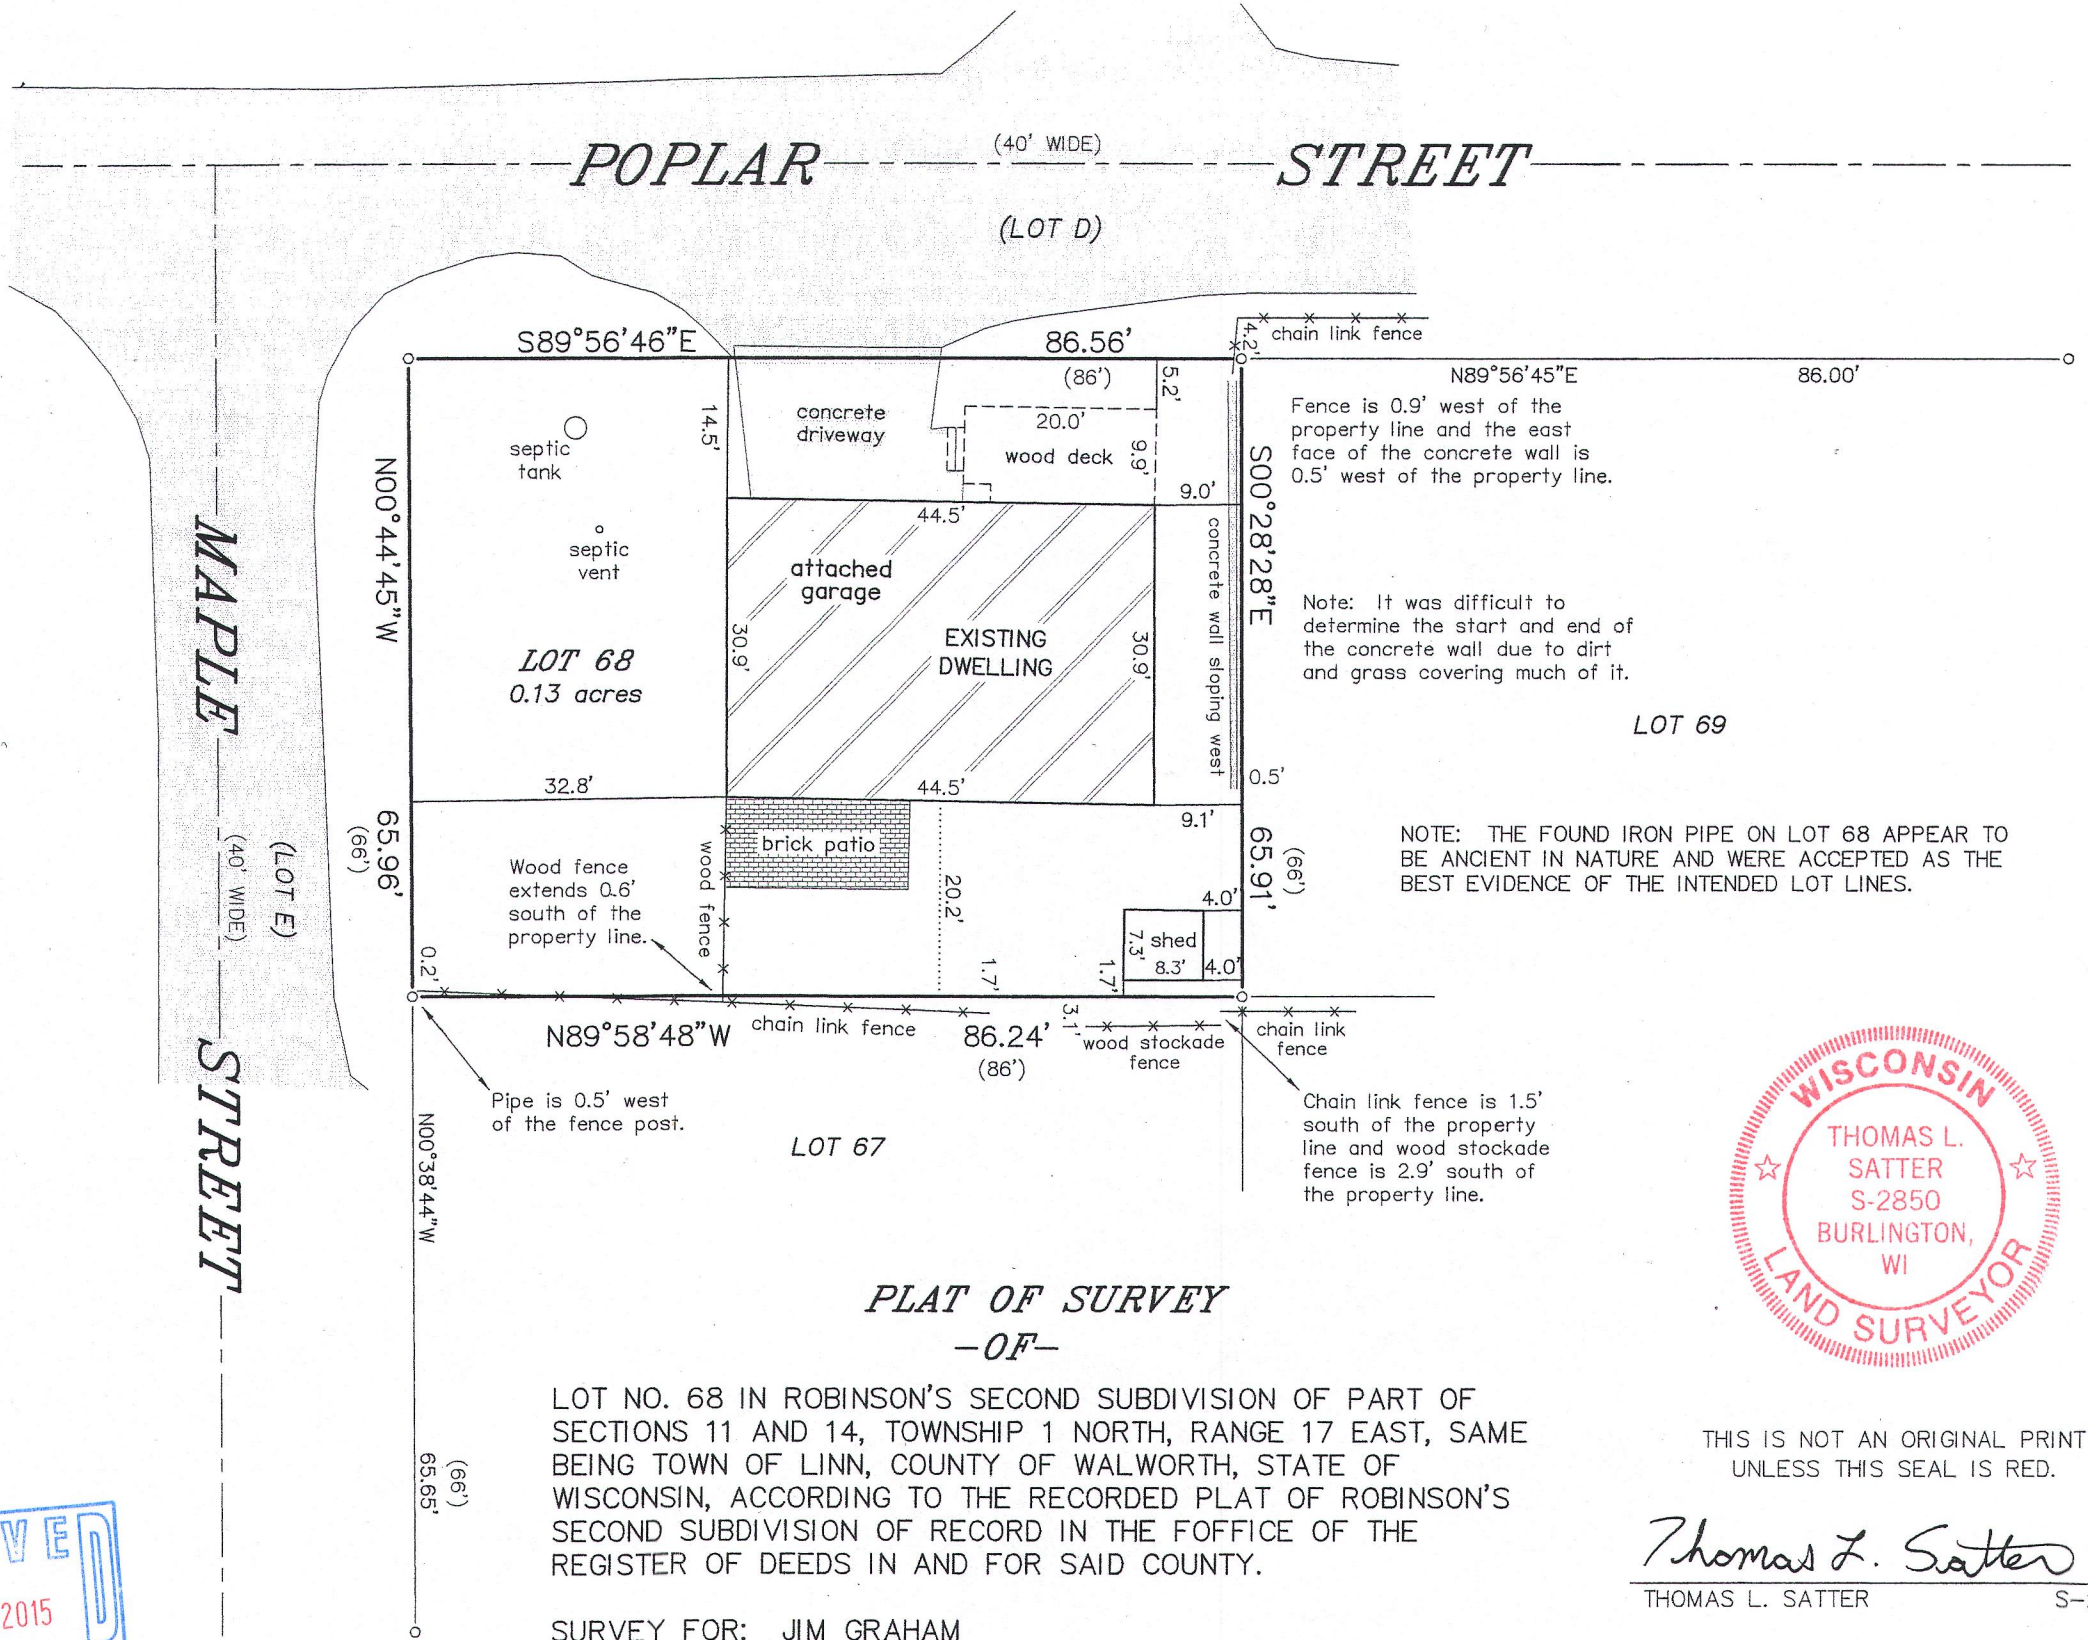 POPLAR (40' WIDE) STREET
(LOT D)
S89°56'46"E
86.56'
(86')
4.2'
chain link fence
N89°56'45"E
86.00'
14.5'
concrete
driveway
20.0'
wood deck
9.9'
5.2'
9.0'
septic
tank
septic
vent
Fence is 0.9' west of the
property line and the east
face of the concrete wall is
0.5' west of the property line.
N00°44'45"W
65.96'
(66')
S00°28'28"E
65.91'
(66')
MAPLE (40' WIDE) STREET
(LOT E)
44.5'
attached
garage
30.9'
EXISTING
DWELLING
30.9'
concrete wall sloping west
0.5'
LOT 68
0.13 acres
Note: It was difficult to
determine the start and end of
the concrete wall due to dirt
and grass covering much of it.
LOT 69
32.8'
44.5'
9.1'
brick patio
wood fence
20.2'
Wood fence
extends 0.6'
south of the
property line.
4.0'
shed
7.3'
8.3'
4.0'
1.7'
1.7'
0.2'
NOTE: THE FOUND IRON PIPE ON LOT 68 APPEAR TO
BE ANCIENT IN NATURE AND WERE ACCEPTED AS THE
BEST EVIDENCE OF THE INTENDED LOT LINES.
N89°58'48"W
chain link fence
86.24'
(86')
3.1'
wood stockade
fence
chain link
fence
Pipe is 0.5' west
of the fence post.
LOT 67
Chain link fence is 1.5'
south of the property
line and wood stockade
fence is 2.9' south of
the property line.
N00°38'44"W
65.65'
(66')
WISCONSIN
THOMAS L.
SATTER
S-2850
BURLINGTON,
WI
LAND SURVEYOR
PLAT OF SURVEY
-OF-
LOT NO. 68 IN ROBINSON'S SECOND SUBDIVISION OF PART OF
SECTIONS 11 AND 14, TOWNSHIP 1 NORTH, RANGE 17 EAST, SAME
BEING TOWN OF LINN, COUNTY OF WALWORTH, STATE OF
WISCONSIN, ACCORDING TO THE RECORDED PLAT OF ROBINSON'S
SECOND SUBDIVISION OF RECORD IN THE FOFFICE OF THE
REGISTER OF DEEDS IN AND FOR SAID COUNTY.
SURVEY FOR: JIM GRAHAM
THIS IS NOT AN ORIGINAL PRINT
UNLESS THIS SEAL IS RED.
Thomas L. Satter
THOMAS L. SATTER
VED
2015